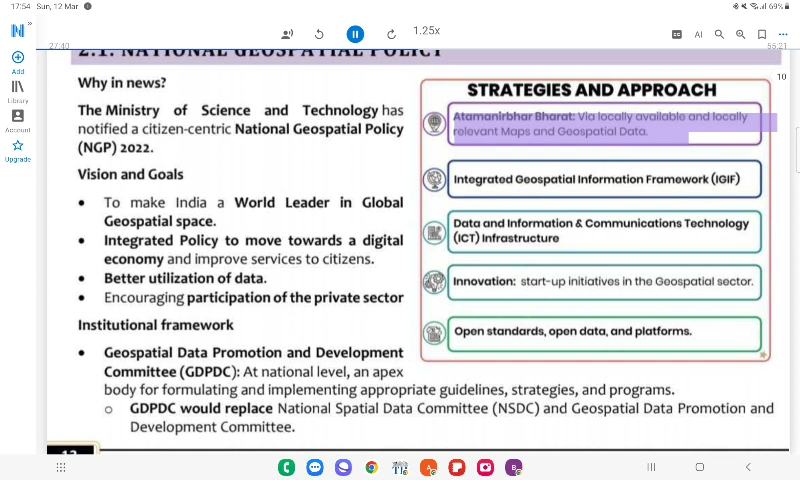 17:54 Sun, 12 Mar
69%
1.25x
27:40
55:21
Add
Library
Account
Upgrade
AI
10
2.1. NATIONAL GEOSPATIAL POLICY
Why in news?
The Ministry of Science and Technology has
notified a citizen-centric National Geospatial Policy
(NGP) 2022.
Vision and Goals
• To make India a World Leader in Global
Geospatial space.
• Integrated Policy to move towards a digital
economy and improve services to citizens.
• Better utilization of data.
• Encouraging participation of the private sector
STRATEGIES AND APPROACH
Atamanirbhar Bharat: Via locally available and locally
relevant Maps and Geospatial Data.
Integrated Geospatial Information Framework (IGIF)
Data and Information & Communications Technology
(ICT) Infrastructure
Innovation: start-up initiatives in the Geospatial sector.
Open standards, open data, and platforms.
Institutional framework
• Geospatial Data Promotion and Development
Committee (GDPDC): At national level, an apex
body for formulating and implementing appropriate guidelines, strategies, and programs.
o GDPDC would replace National Spatial Data Committee (NSDC) and Geospatial Data Promotion and
Development Committee.